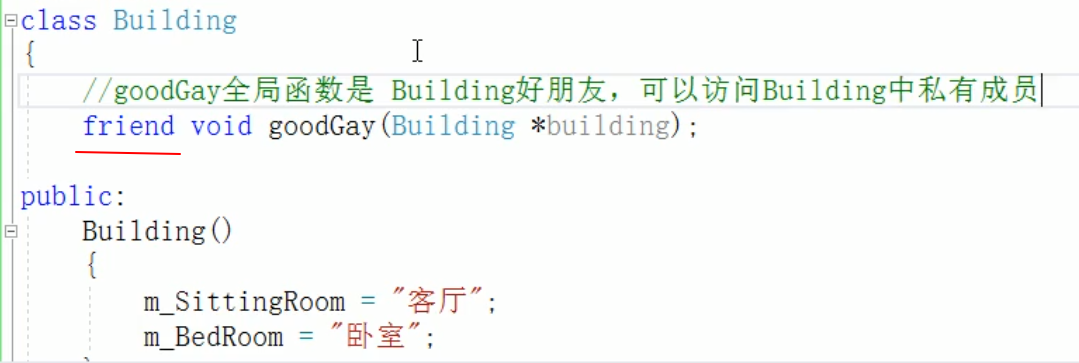 class Building
{
//goodGay全局函数是 Building好朋友，可以访问Building中私有成员
friend void goodGay(Building *building);
public:
Building()
{
m_SittingRoom = "客厅";
m_BedRoom = "卧室";